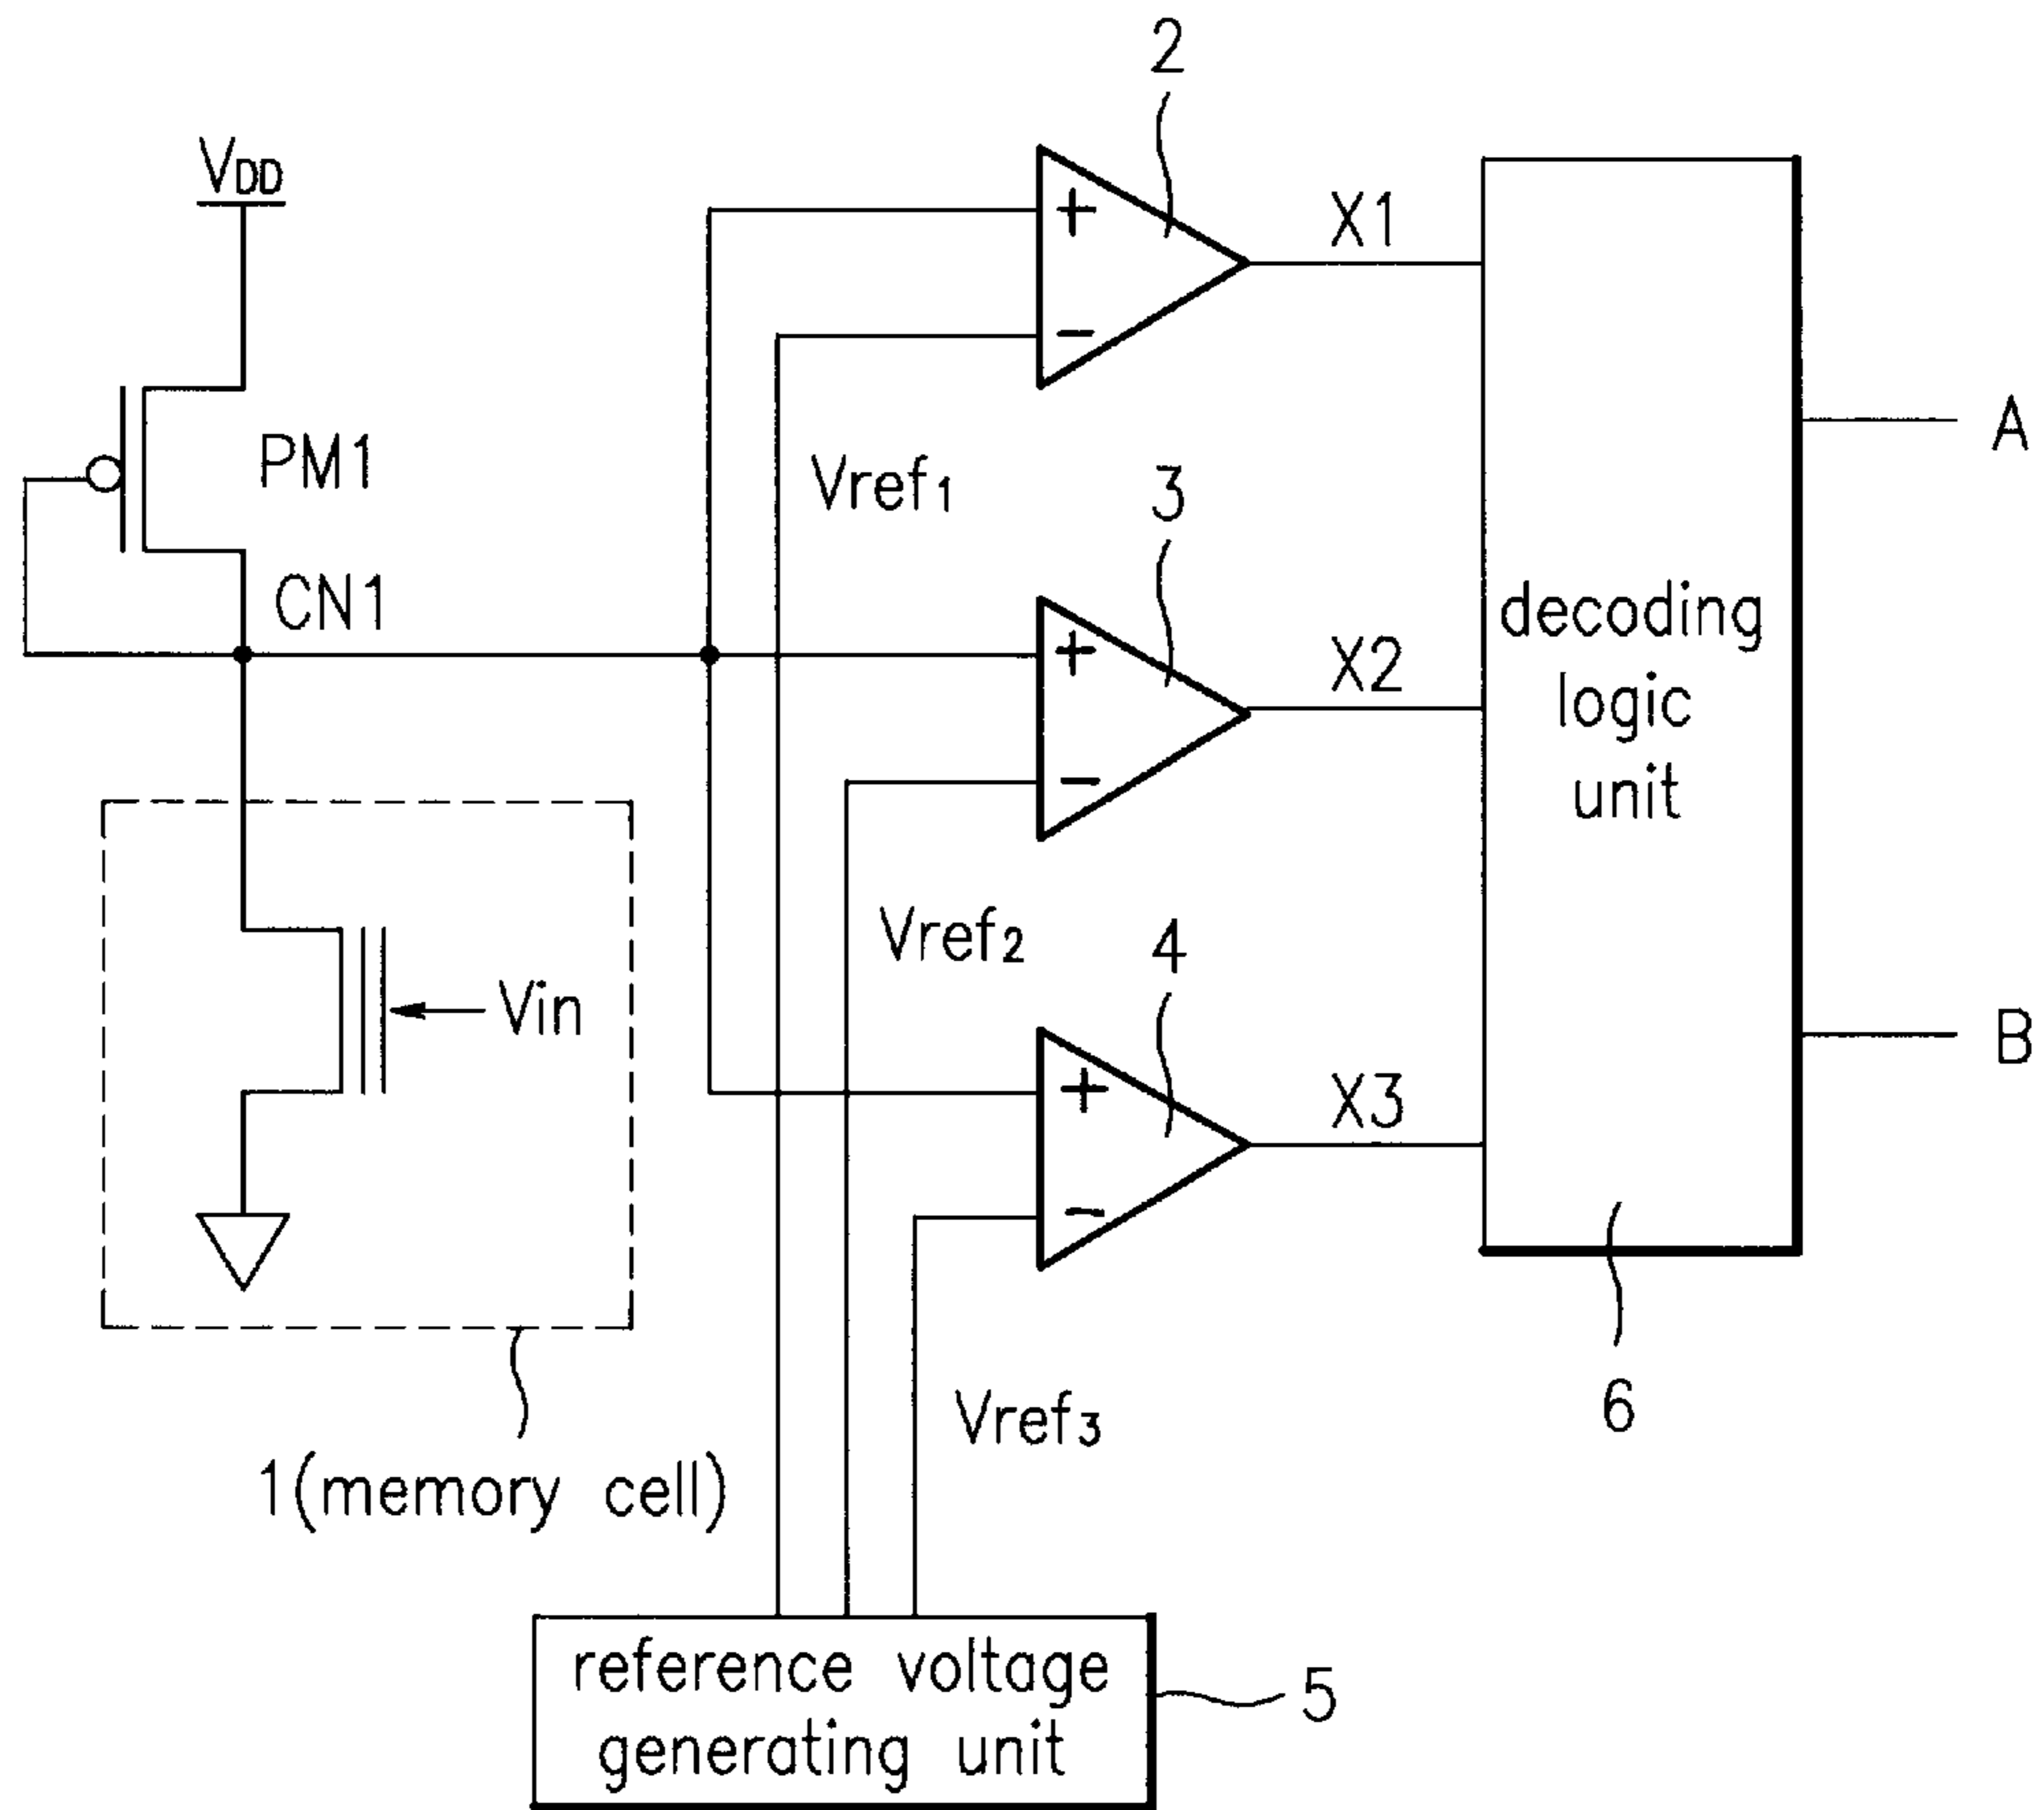 2
VDD
+
X1
−
A
PM1
Vref1
3
CN1
decoding
logic
unit
+
X2
−
Vref2
4
Vin
B
+
X3
−
Vref3
6
1(memory cell)
reference voltage
generating unit
5